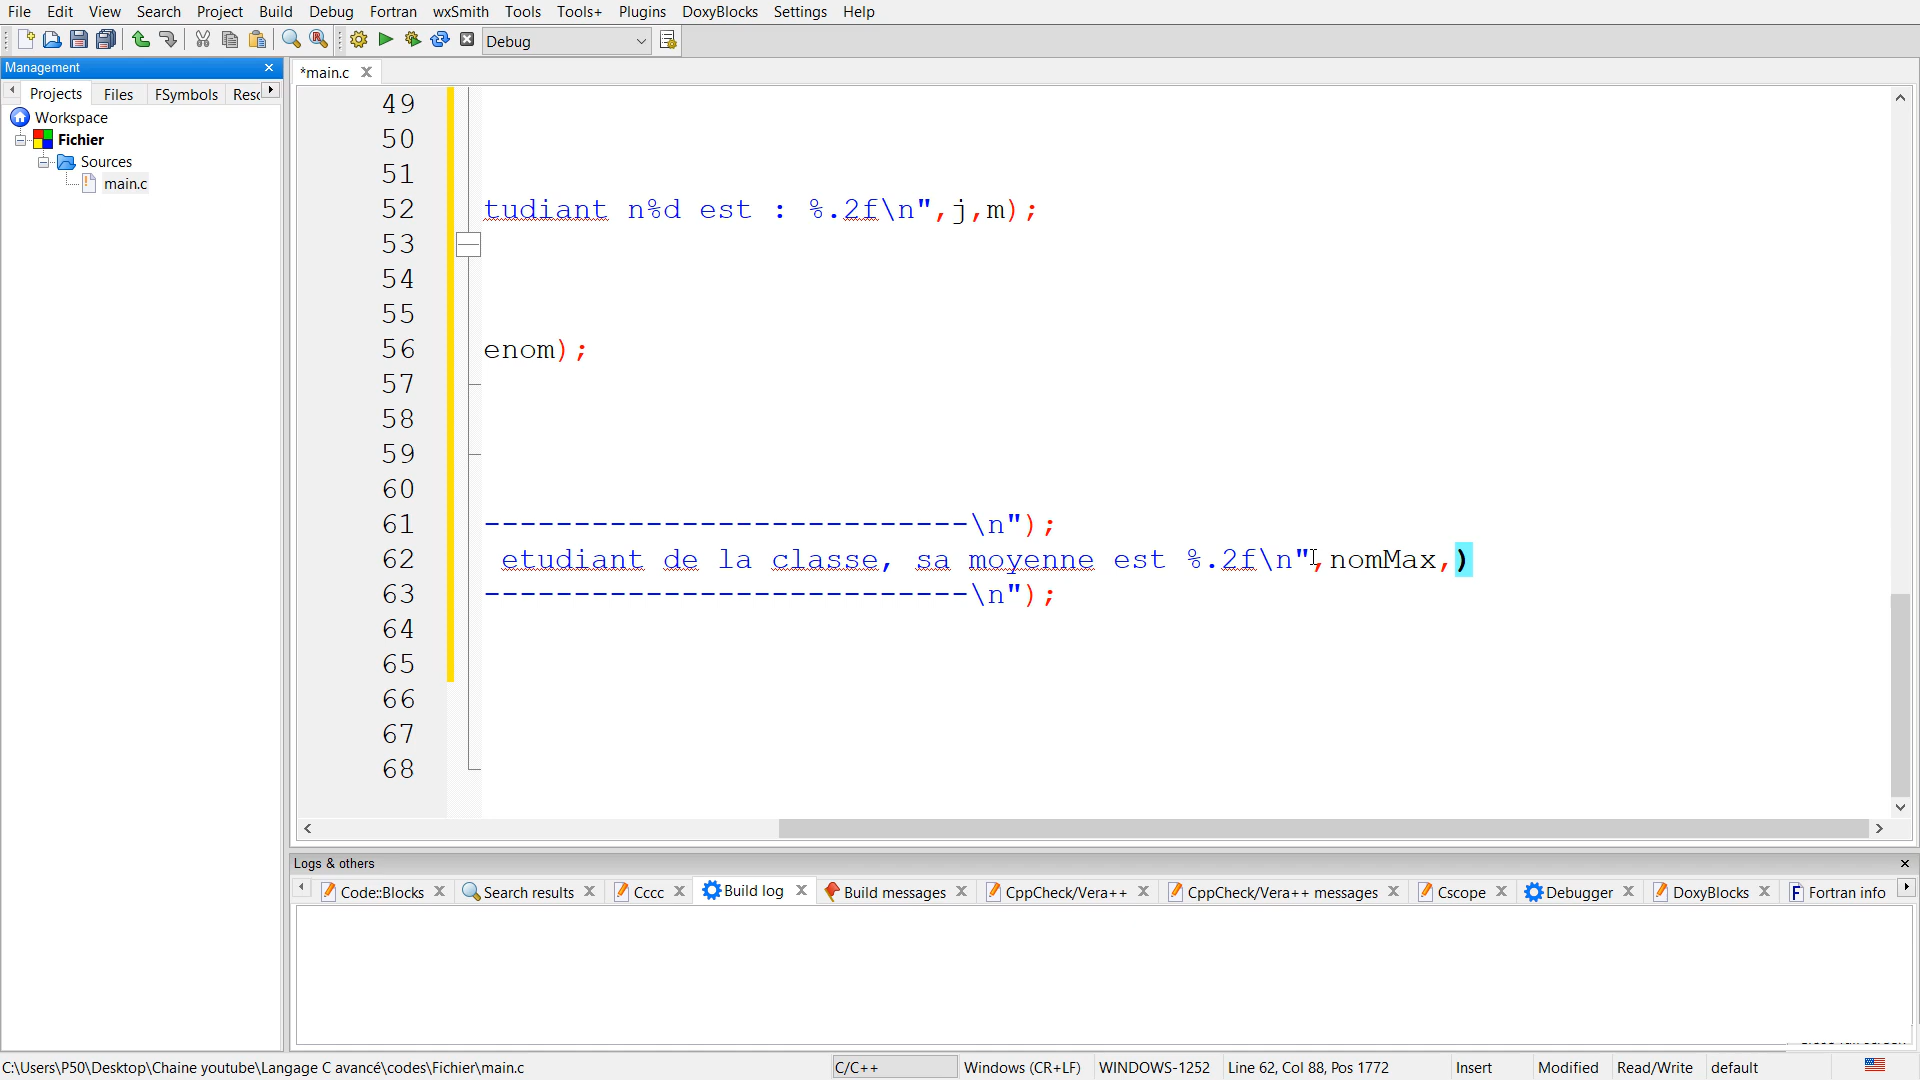 File Edit View Search Project Build Debug Fortran wxSmith Tools Tools+ Plugins DoxyBlocks Settings Help
Debug
Management
*main.c
Projects Files FSymbols Resc
Workspace
Fichier
Sources
main.c
49
50
51
52 tudiant n%d est : %.2f\n",j,m);
53
54
55
56 enom);
57
58
59
60
61 ---------------------------\n");
62 etudiant de la classe, sa moyenne est %.2f\n",nomMax,)
63 ---------------------------\n");
64
65
66
67
68
Logs & others
Code::Blocks Search results Cccc Build log Build messages CppCheck/Vera++ CppCheck/Vera++ messages Cscope Debugger DoxyBlocks Fortran info
C:\Users\P50\Desktop\Chaine youtube\Langage C avancé\codes\Fichier\main.c C/C++ Windows (CR+LF) WINDOWS-1252 Line 62, Col 88, Pos 1772 Insert Modified Read/Write default